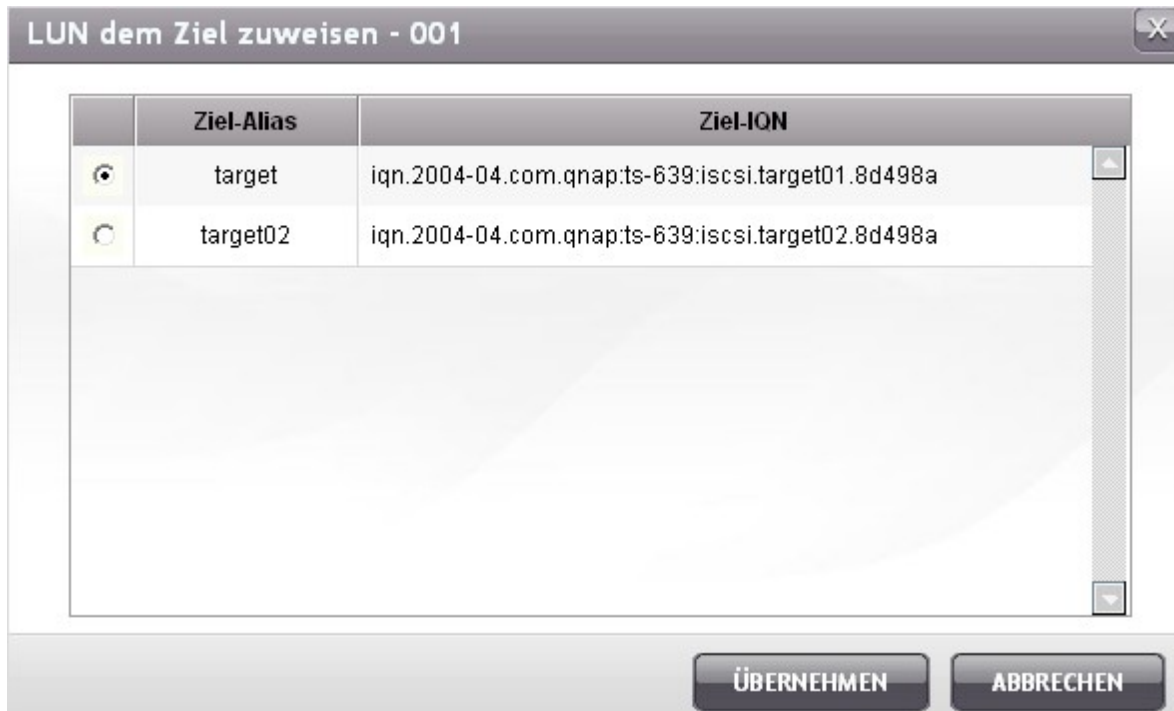 LUN dem Ziel zuweisen - 001
X
Ziel-Alias Ziel-IQN
target iqn.2004-04.com.qnap:ts-639:iscsi.target01.8d498a
target02 iqn.2004-04.com.qnap:ts-639:iscsi.target02.8d498a
ÜBERNEHMEN ABBRECHEN